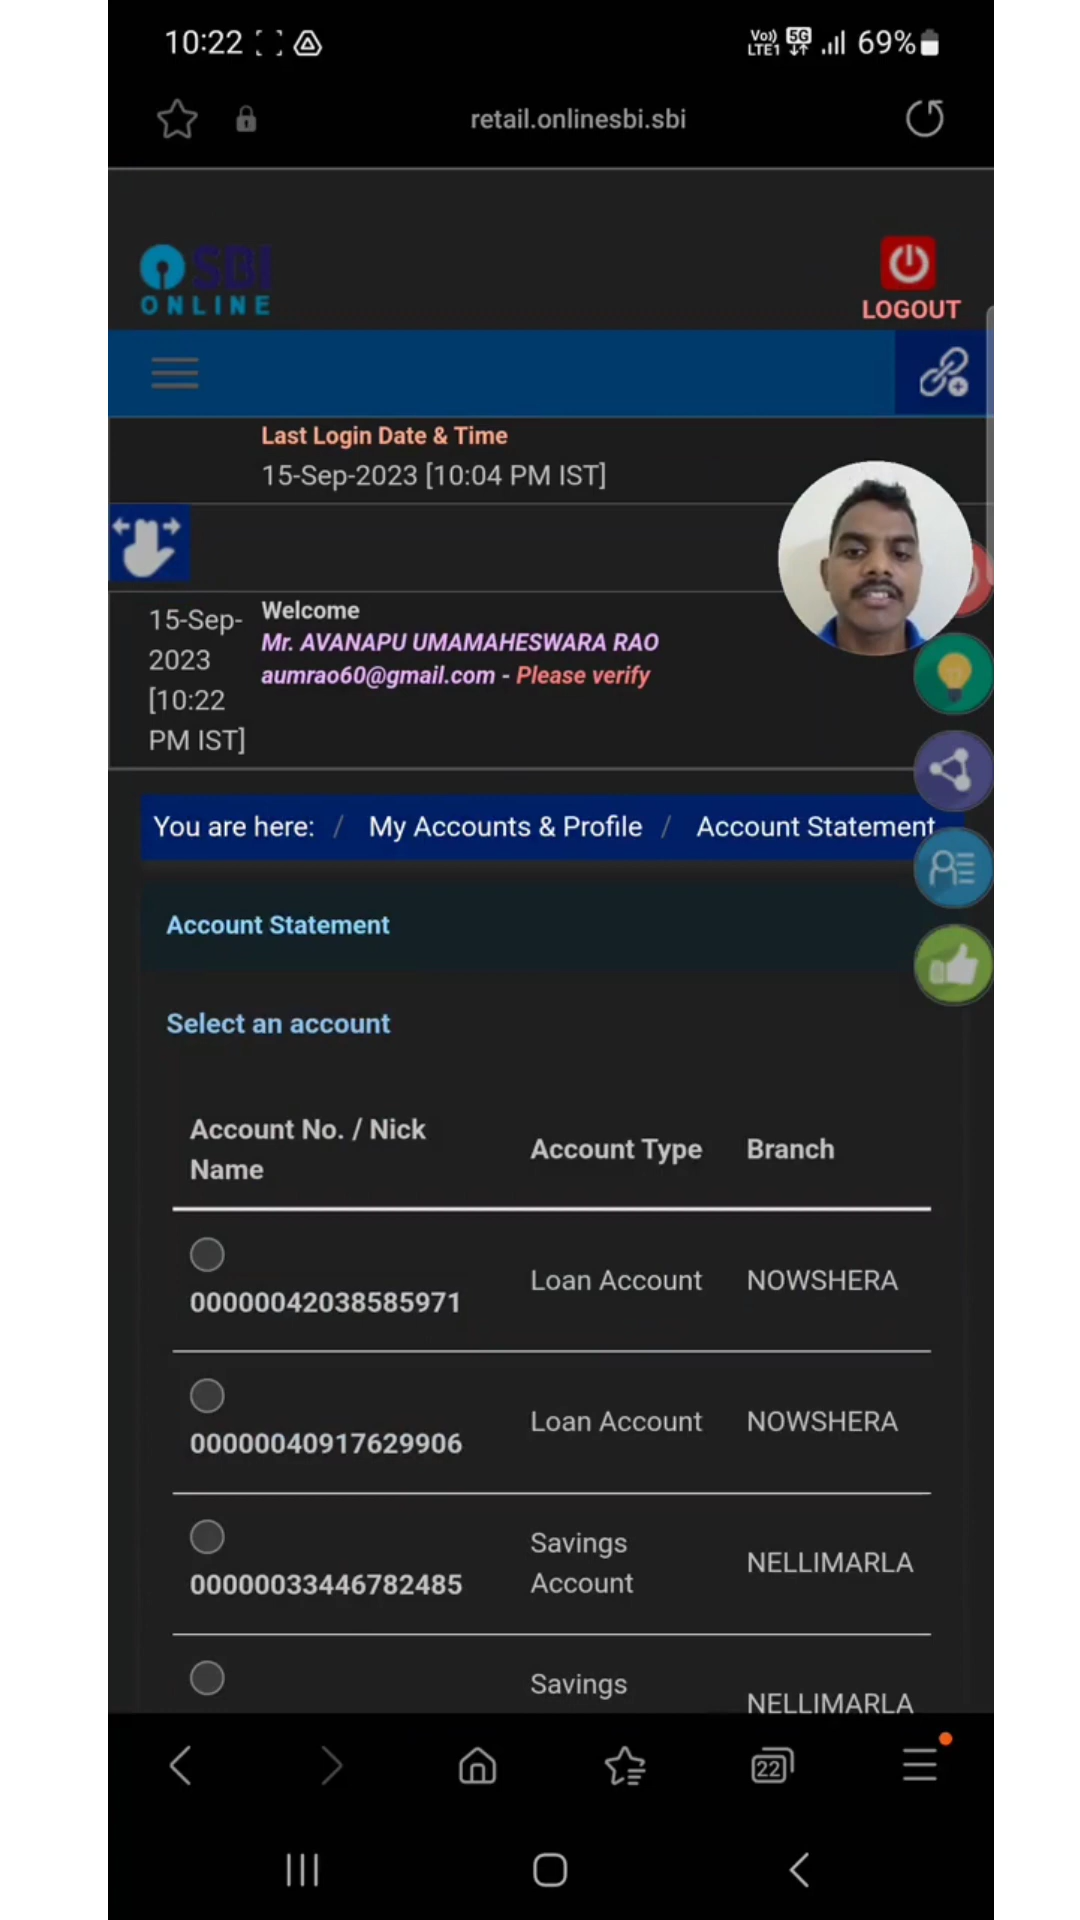 10:22
Vo)) LTE1 5G 69%
retail.onlinesbi.sbi
SBI
ONLINE
LOGOUT
Last Login Date & Time
15-Sep-2023 [10:04 PM IST]
15-Sep-
2023
[10:22
PM IST]
Welcome
Mr. AVANAPU UMAMAHESWARA RAO
aumrao60@gmail.com - Please verify
You are here: / My Accounts & Profile / Account Statement
Account Statement
Select an account
Account No. / Nick
Name
Account Type
Branch
00000042038585971
Loan Account
NOWSHERA
00000040917629906
Loan Account
NOWSHERA
00000033446782485
Savings
Account
NELLIMARLA
Savings
NELLIMARLA
22